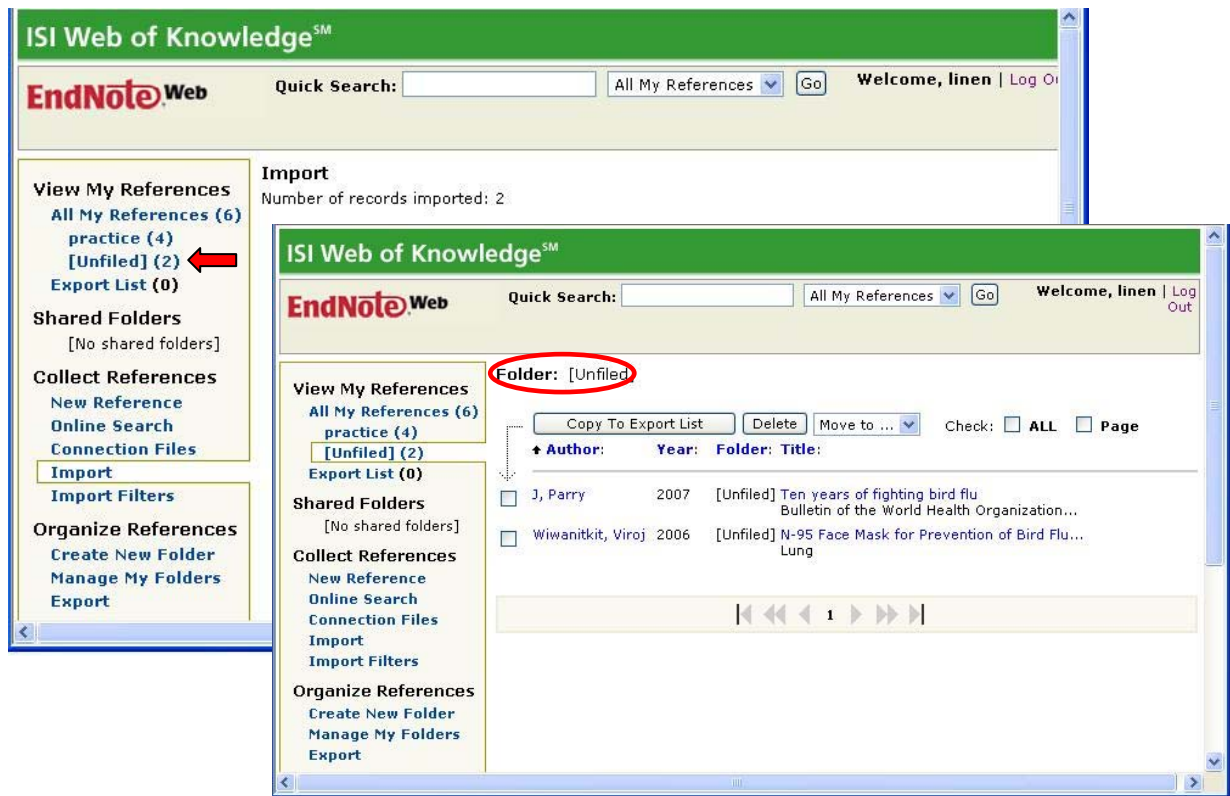 ISI Web of Knowledge℠
EndNote Web
Quick Search: All My References Go Welcome, linen | Log
View My References
All My References (6)
practice (4)
[Unfiled] (2)
Export List (0)
Shared Folders
[No shared folders]
Collect References
New Reference
Online Search
Connection Files
Import
Import Filters
Organize References
Create New Folder
Manage My Folders
Export
Import
Number of records imported: 2
ISI Web of Knowledge℠
EndNote Web
Quick Search: All My References Go Welcome, linen | Log
Out
View My References
All My References (6)
practice (4)
[Unfiled] (2)
Export List (0)
Shared Folders
[No shared folders]
Collect References
New Reference
Online Search
Connection Files
Import
Import Filters
Organize References
Create New Folder
Manage My Folders
Export
Folder: [Unfiled]
Copy To Export List Delete Move to ... Check: ALL Page
Author: Year: Folder: Title:
J, Parry 2007 [Unfiled] Ten years of fighting bird flu
Bulletin of the World Health Organization...
Wiwanitkit, Viroj 2006 [Unfiled] N-95 Face Mask for Prevention of Bird Flu...
Lung
1